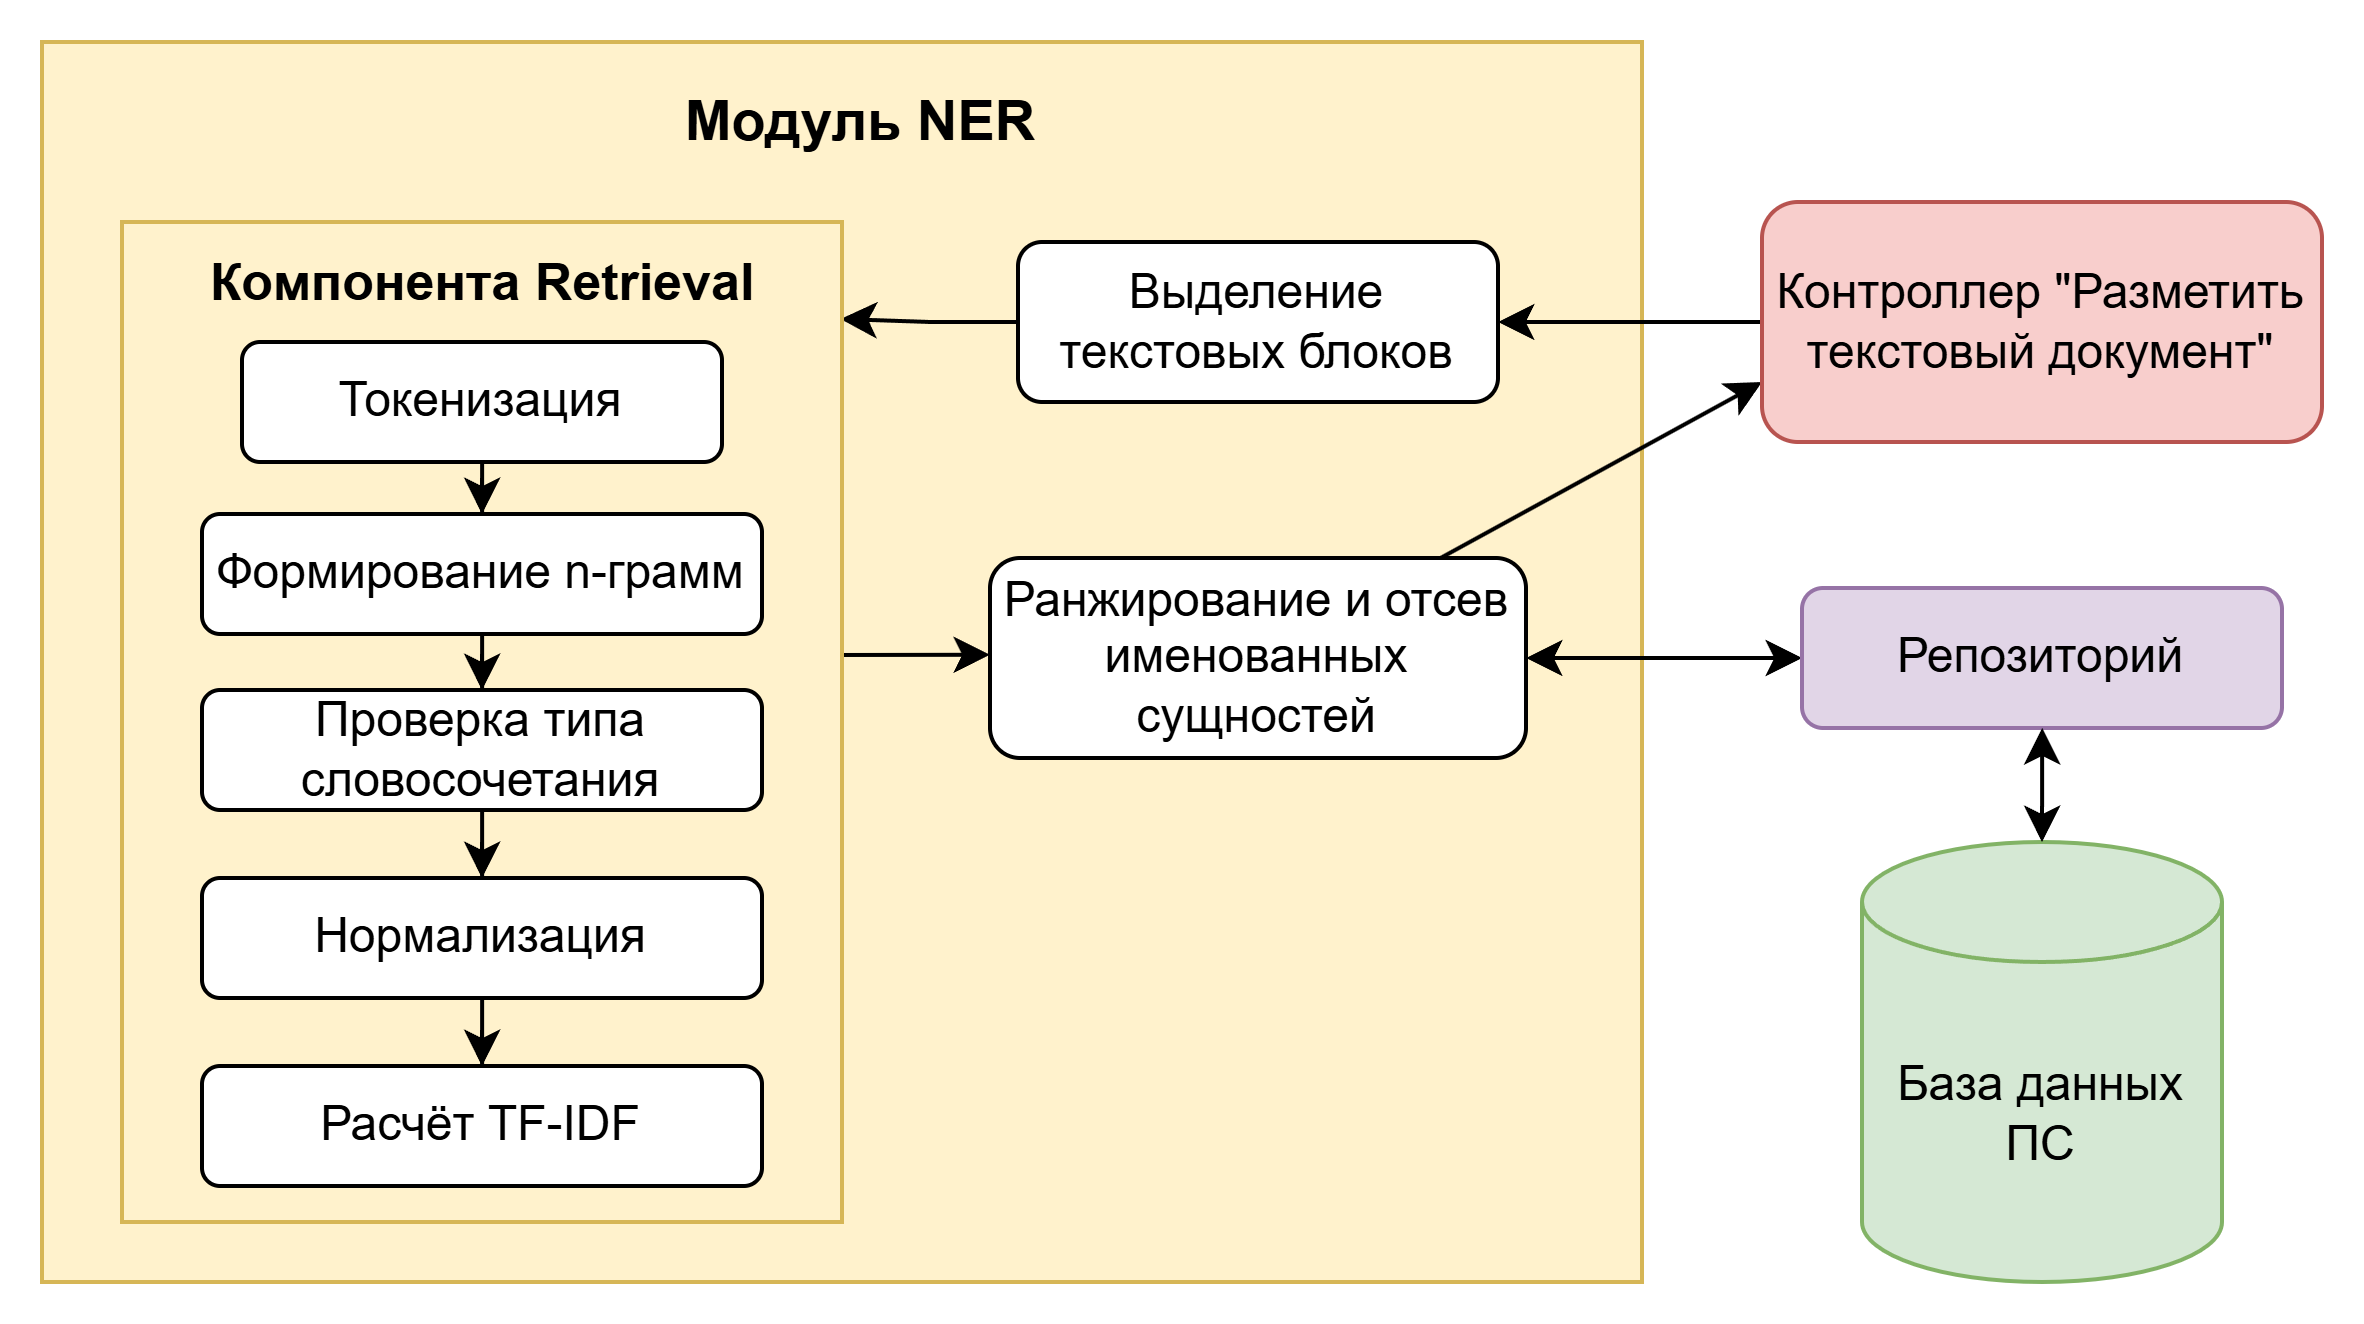 Модуль NER
Компонента Retrieval
Токенизация
Формирование n-грамм
Проверка типа
словосочетания
Нормализация
Расчёт TF-IDF
Выделение
текстовых блоков
Ранжирование и отсев
именованных
сущностей
Контроллер "Разметить
текстовый документ"
Репозиторий
База данных
ПС